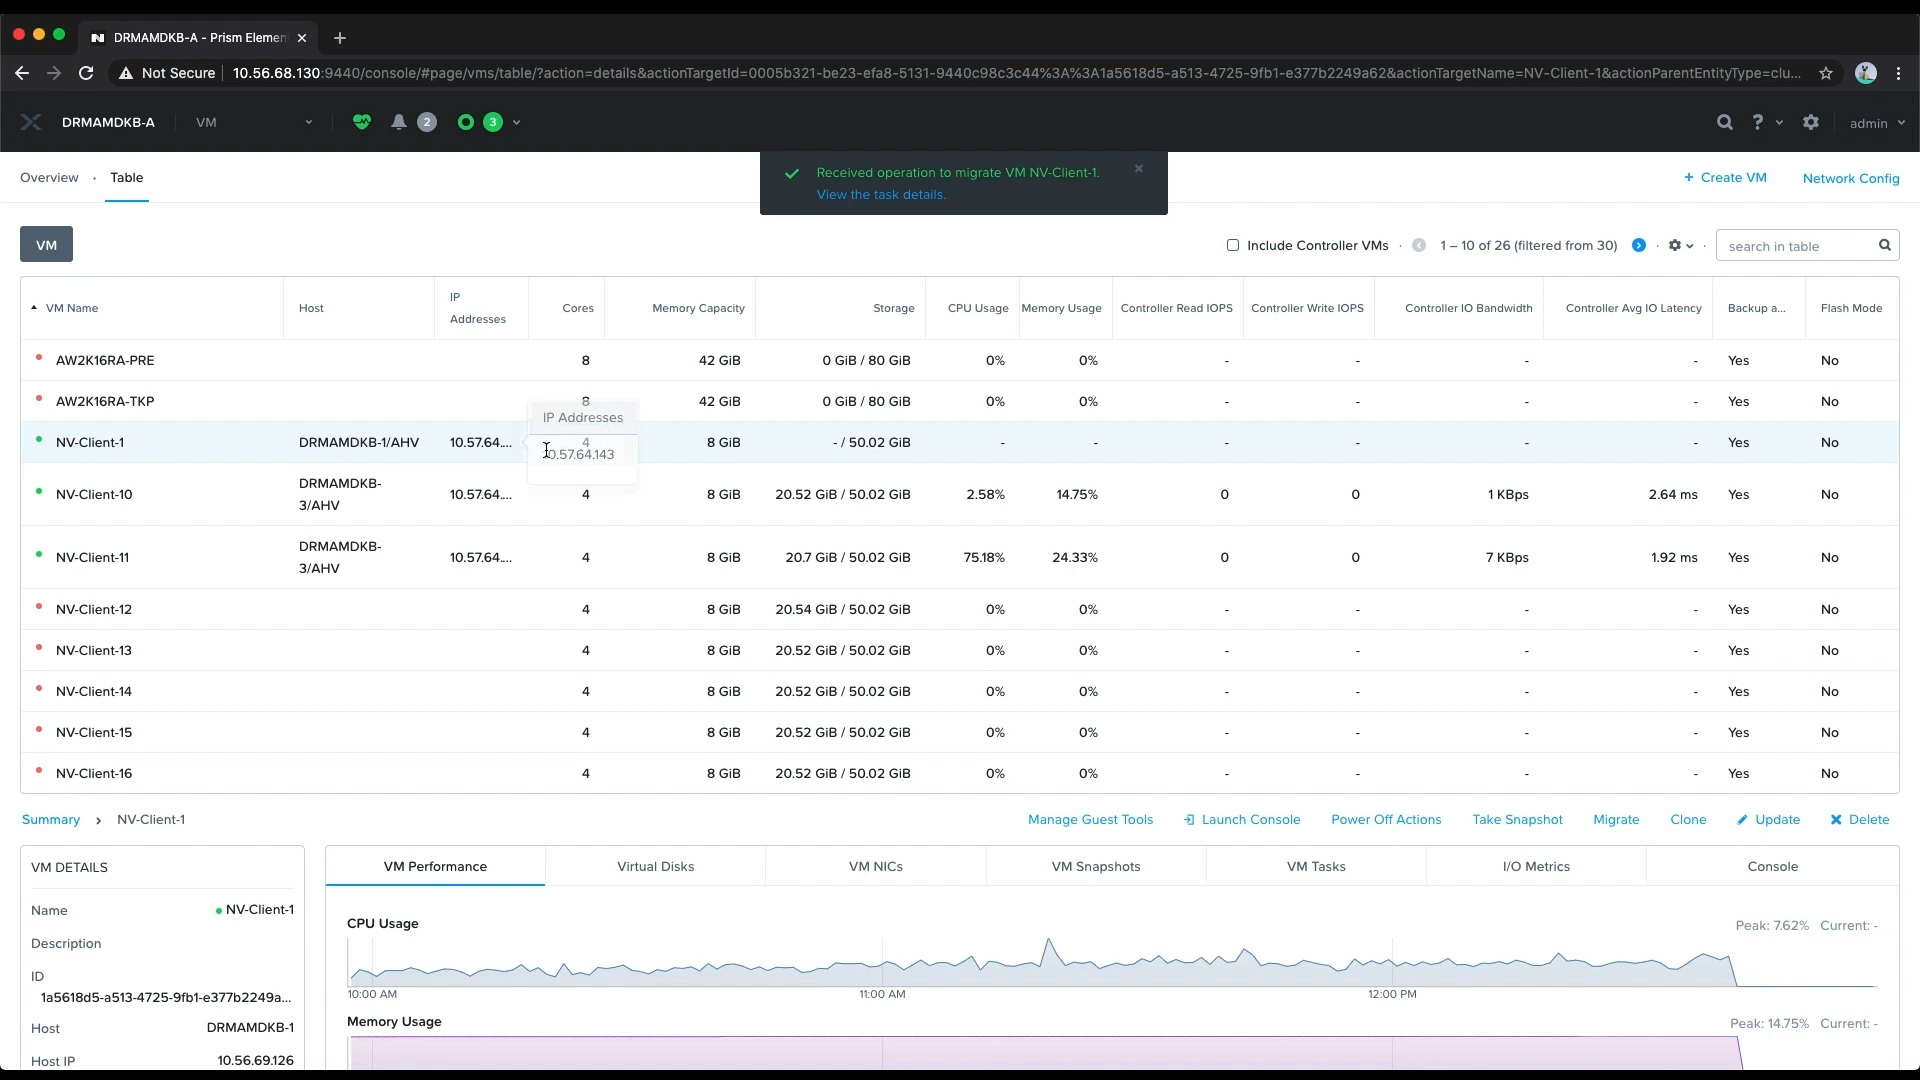 DRMAMDKB-A - Prism Elemen
Not Secure
10.56.68.130:9440/console/#page/vms/table/?action=details&actionTargetId=0005b321-be23-efa8-5131-9440c98c3c44%3A%3A1a5618d5-a513-4725-9fb1-e377b2249a62&actionTargetName=NV-Client-1&actionParentEntityType=clu...
DRMAMDKB-A
VM
2
3
?
admin
Overview · Table
Received operation to migrate VM NV-Client-1.
View the task details.
+ Create VM
Network Config
VM
Include Controller VMs · 1 – 10 of 26 (filtered from 30) · ·
search in table
VM Name Host IP Addresses Cores Memory Capacity Storage CPU Usage Memory Usage Controller Read IOPS Controller Write IOPS Controller IO Bandwidth Controller Avg IO Latency Backup a... Flash Mode
AW2K16RA-PRE 8 42 GiB 0 GiB / 80 GiB 0% 0% - - - - Yes No
AW2K16RA-TKP 8 42 GiB 0 GiB / 80 GiB 0% 0% - - - - Yes No
IP Addresses
NV-Client-1 DRMAMDKB-1/AHV 10.57.64.... 4 8 GiB - / 50.02 GiB - - - - - - Yes No
0.57.64.143
NV-Client-10 DRMAMDKB-3/AHV 10.57.64.... 4 8 GiB 20.52 GiB / 50.02 GiB 2.58% 14.75% 0 0 1 KBps 2.64 ms Yes No
NV-Client-11 DRMAMDKB-3/AHV 10.57.64.... 4 8 GiB 20.7 GiB / 50.02 GiB 75.18% 24.33% 0 0 7 KBps 1.92 ms Yes No
NV-Client-12 4 8 GiB 20.54 GiB / 50.02 GiB 0% 0% - - - - Yes No
NV-Client-13 4 8 GiB 20.52 GiB / 50.02 GiB 0% 0% - - - - Yes No
NV-Client-14 4 8 GiB 20.52 GiB / 50.02 GiB 0% 0% - - - - Yes No
NV-Client-15 4 8 GiB 20.52 GiB / 50.02 GiB 0% 0% - - - - Yes No
NV-Client-16 4 8 GiB 20.52 GiB / 50.02 GiB 0% 0% - - - - Yes No
Summary › NV-Client-1
Manage Guest Tools Launch Console Power Off Actions Take Snapshot Migrate Clone Update Delete
VM DETAILS
Name NV-Client-1
Description
ID
1a5618d5-a513-4725-9fb1-e377b2249a...
Host DRMAMDKB-1
Host IP 10.56.69.126
VM Performance Virtual Disks VM NICs VM Snapshots VM Tasks I/O Metrics Console
CPU Usage
Peak: 7.62% Current: -
10:00 AM 11:00 AM 12:00 PM
Memory Usage
Peak: 14.75% Current: -